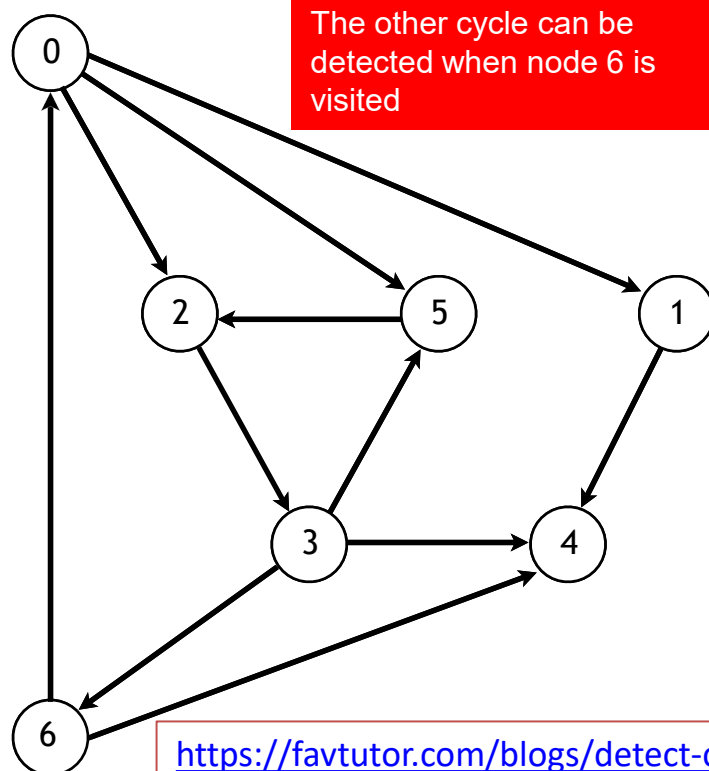 0
The other cycle can be
detected when node 6 is
visited
2
5
1
3
4
6
https://favtutor.com/blogs/detect-c